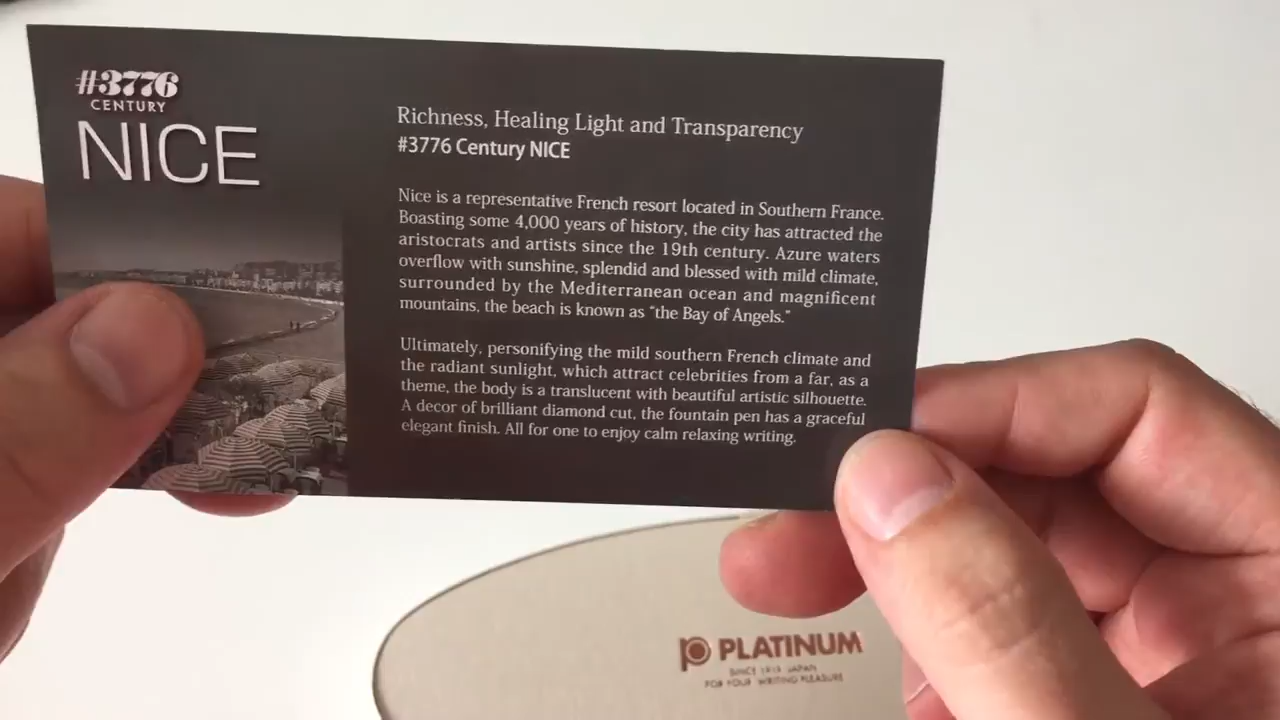 #3776
CENTURY
NICE
Richness, Healing Light and Transparency
#3776 Century NICE
Nice is a representative French resort located in Southern France.
Boasting some 4,000 years of history, the city has attracted the
aristocrats and artists since the 19th century. Azure waters
overflow with sunshine, splendid and blessed with mild climate,
surrounded by the Mediterranean ocean and magnificent
mountains, the beach is known as "the Bay of Angels."
Ultimately, personifying the mild southern French climate and
the radiant sunlight, which attract celebrities from a far, as a
theme, the body is a translucent with beautiful artistic silhouette.
A decor of brilliant diamond cut, the fountain pen has a graceful
elegant finish. All for one to enjoy calm relaxing writing.
PLATINUM
SINCE 1919 JAPAN
FOR YOUR WRITING PLEASURE